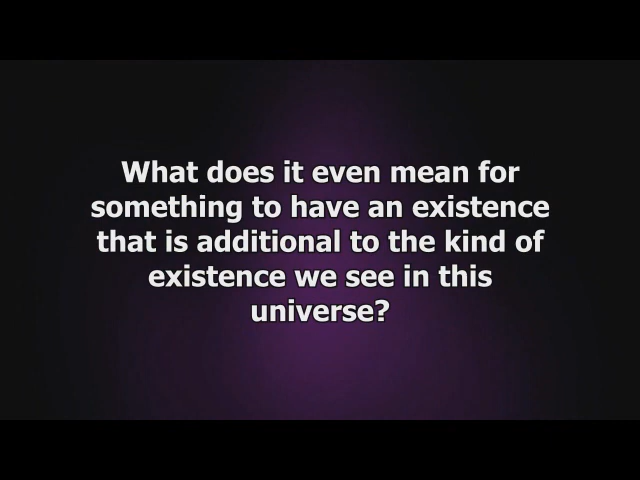 What does it even mean for
something to have an existence
that is additional to the kind of
existence we see in this
universe?